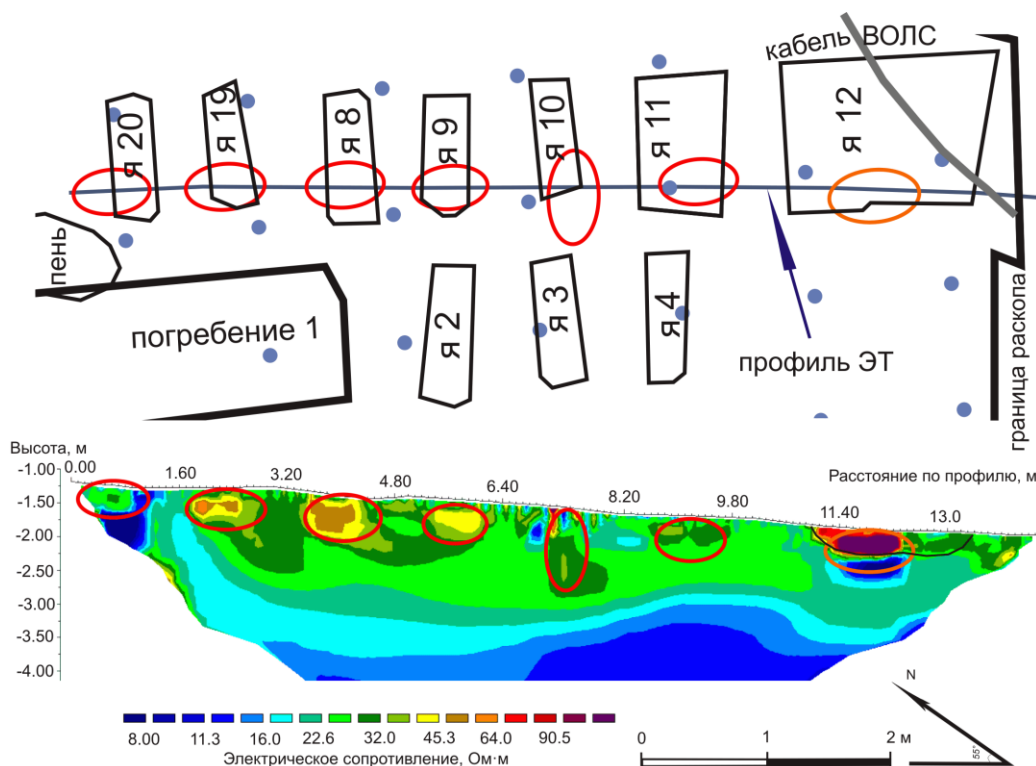 кабель ВОЛС
я 20
я 19
я 8
я 9
я 10
я 11
я 12
пень
погребение 1
я 2
я 3
я 4
профиль ЭТ
граница раскопа
Высота, м
-1.00
0.00
1.60
3.20
4.80
6.40
8.20
9.80
11.40
13.0
Расстояние по профилю, м
-1.50
-2.00
-2.50
-3.00
-3.50
-4.00
8.00 11.3 16.0 22.6 32.0 45.3 64.0 90.5
Электрическое сопротивление, Ом·м
0 1 2 м
N
55°